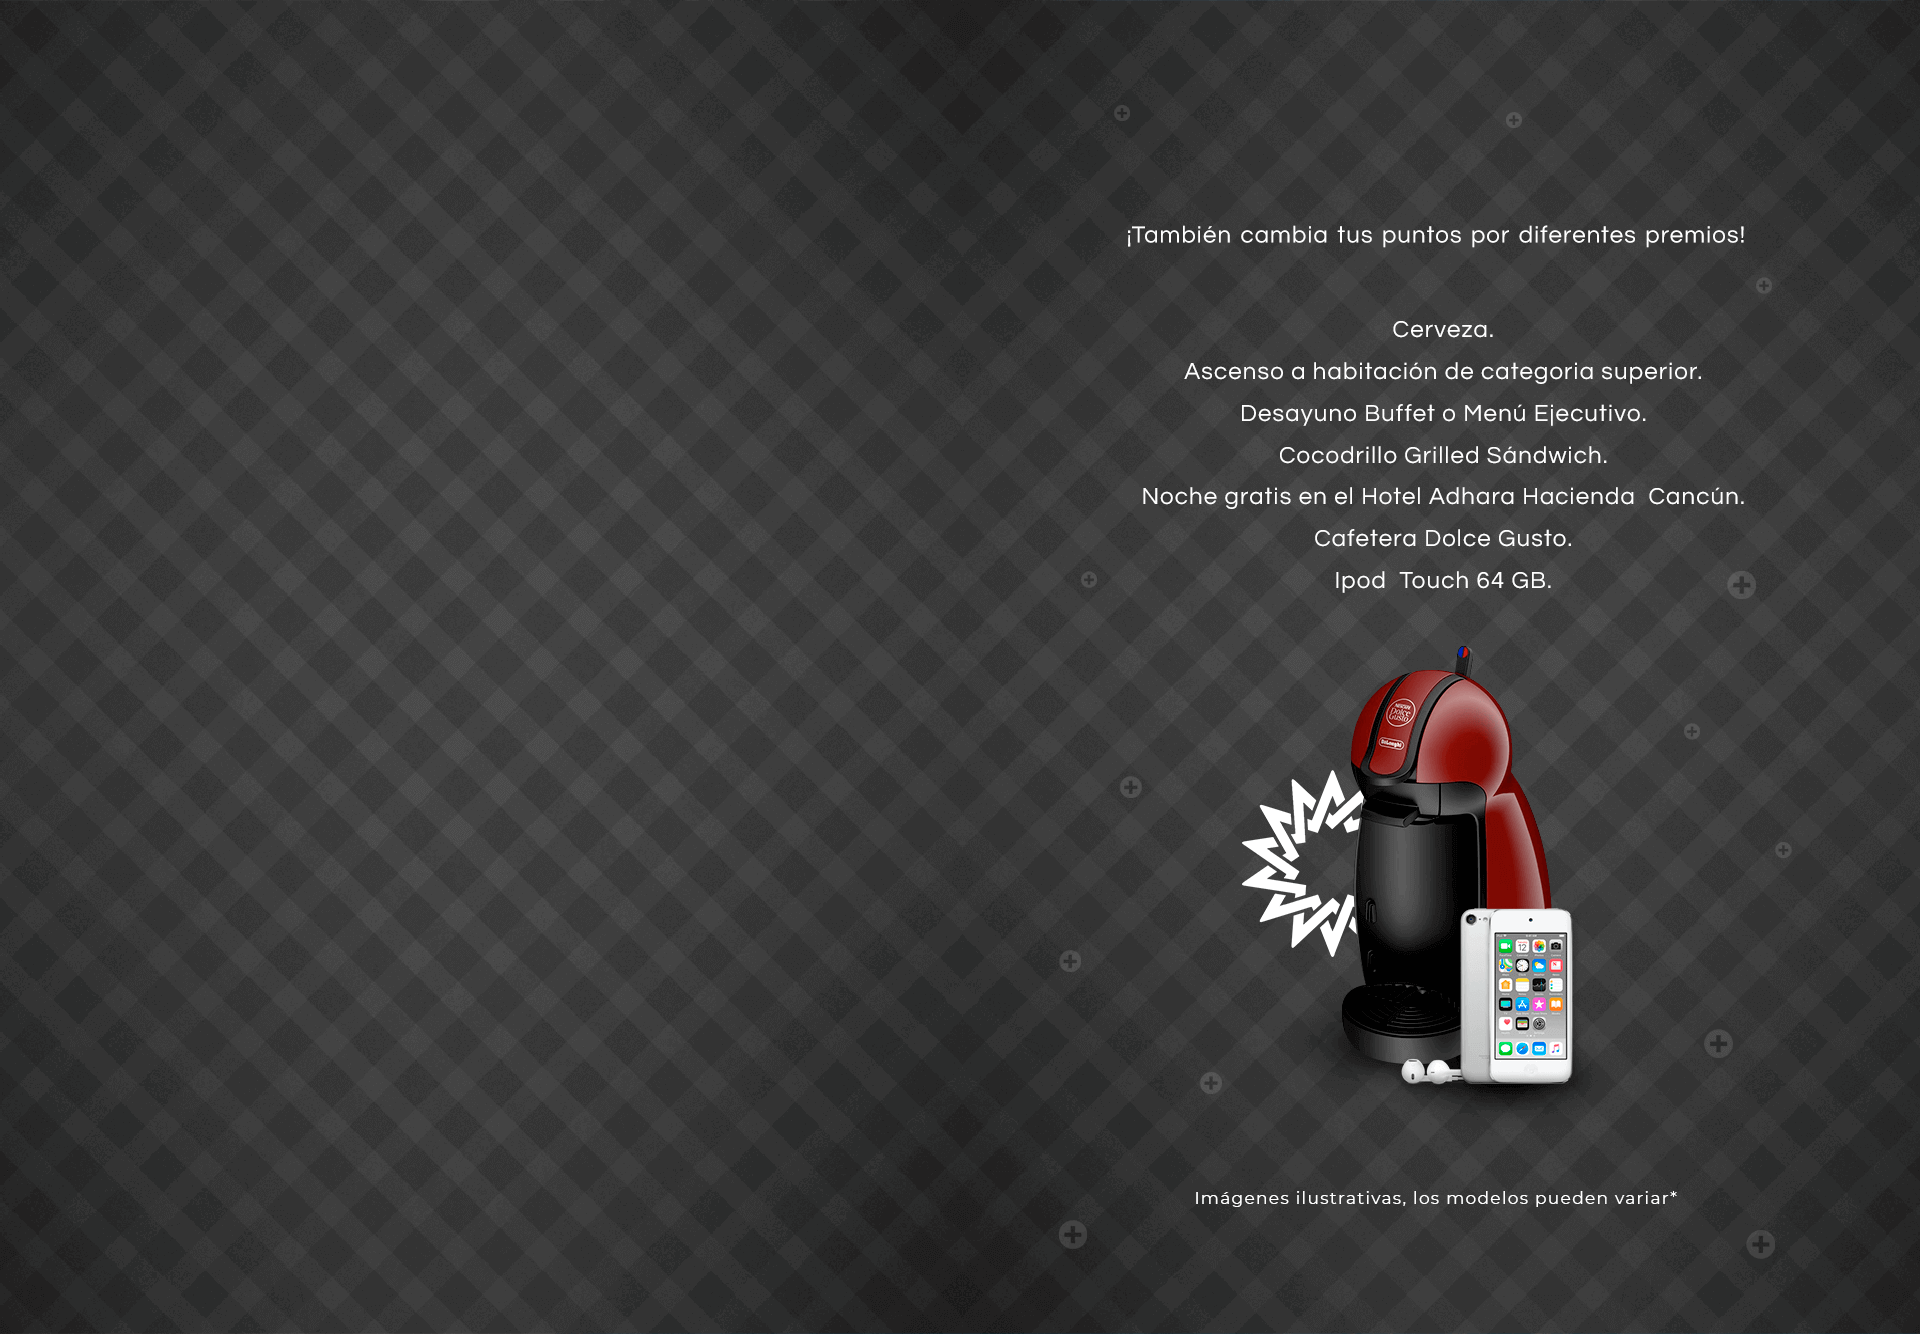 ¡También cambia tus puntos por diferentes premios!
Cerveza.
Ascenso a habitación de categoria superior.
Desayuno Buffet o Menú Ejecutivo.
Cocodrillo Grilled Sándwich.
Noche gratis en el Hotel Adhara Hacienda  Cancún.
Cafetera Dolce Gusto.
Ipod  Touch 64 GB.
NESCAFÉ
Dolce
Gusto
DeLonghi
12
Imágenes ilustrativas, los modelos pueden variar*